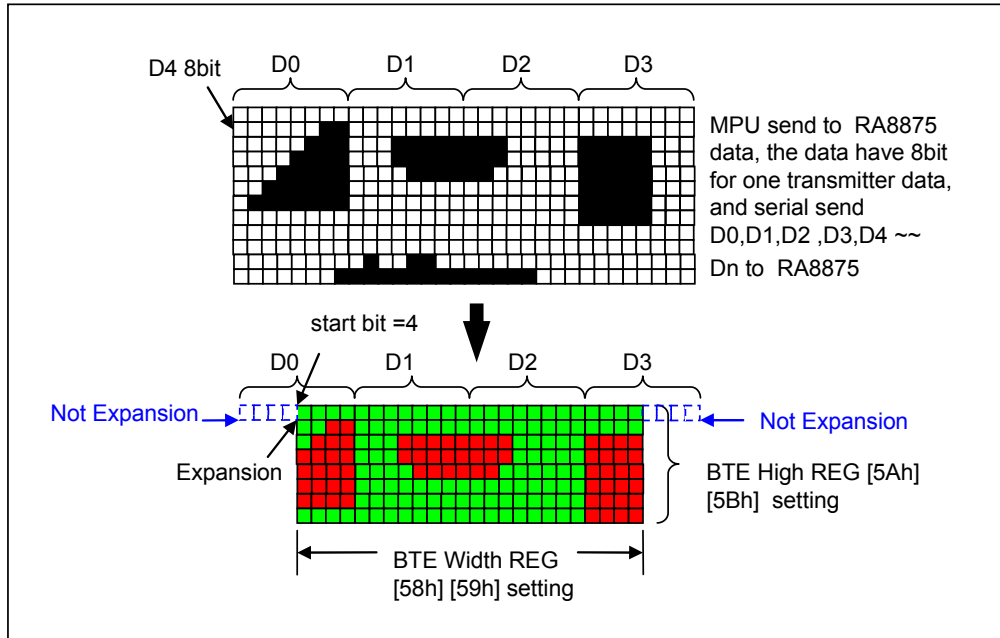 D4 8bit
D0 D1 D2 D3
MPU send to RA8875
data, the data have 8bit
for one transmitter data,
and serial send
D0,D1,D2 ,D3,D4 ~~
Dn to RA8875
start bit =4
D0 D1 D2 D3
Not Expansion
Not Expansion
Expansion
BTE High REG [5Ah]
[5Bh] setting
BTE Width REG
[58h] [59h] setting